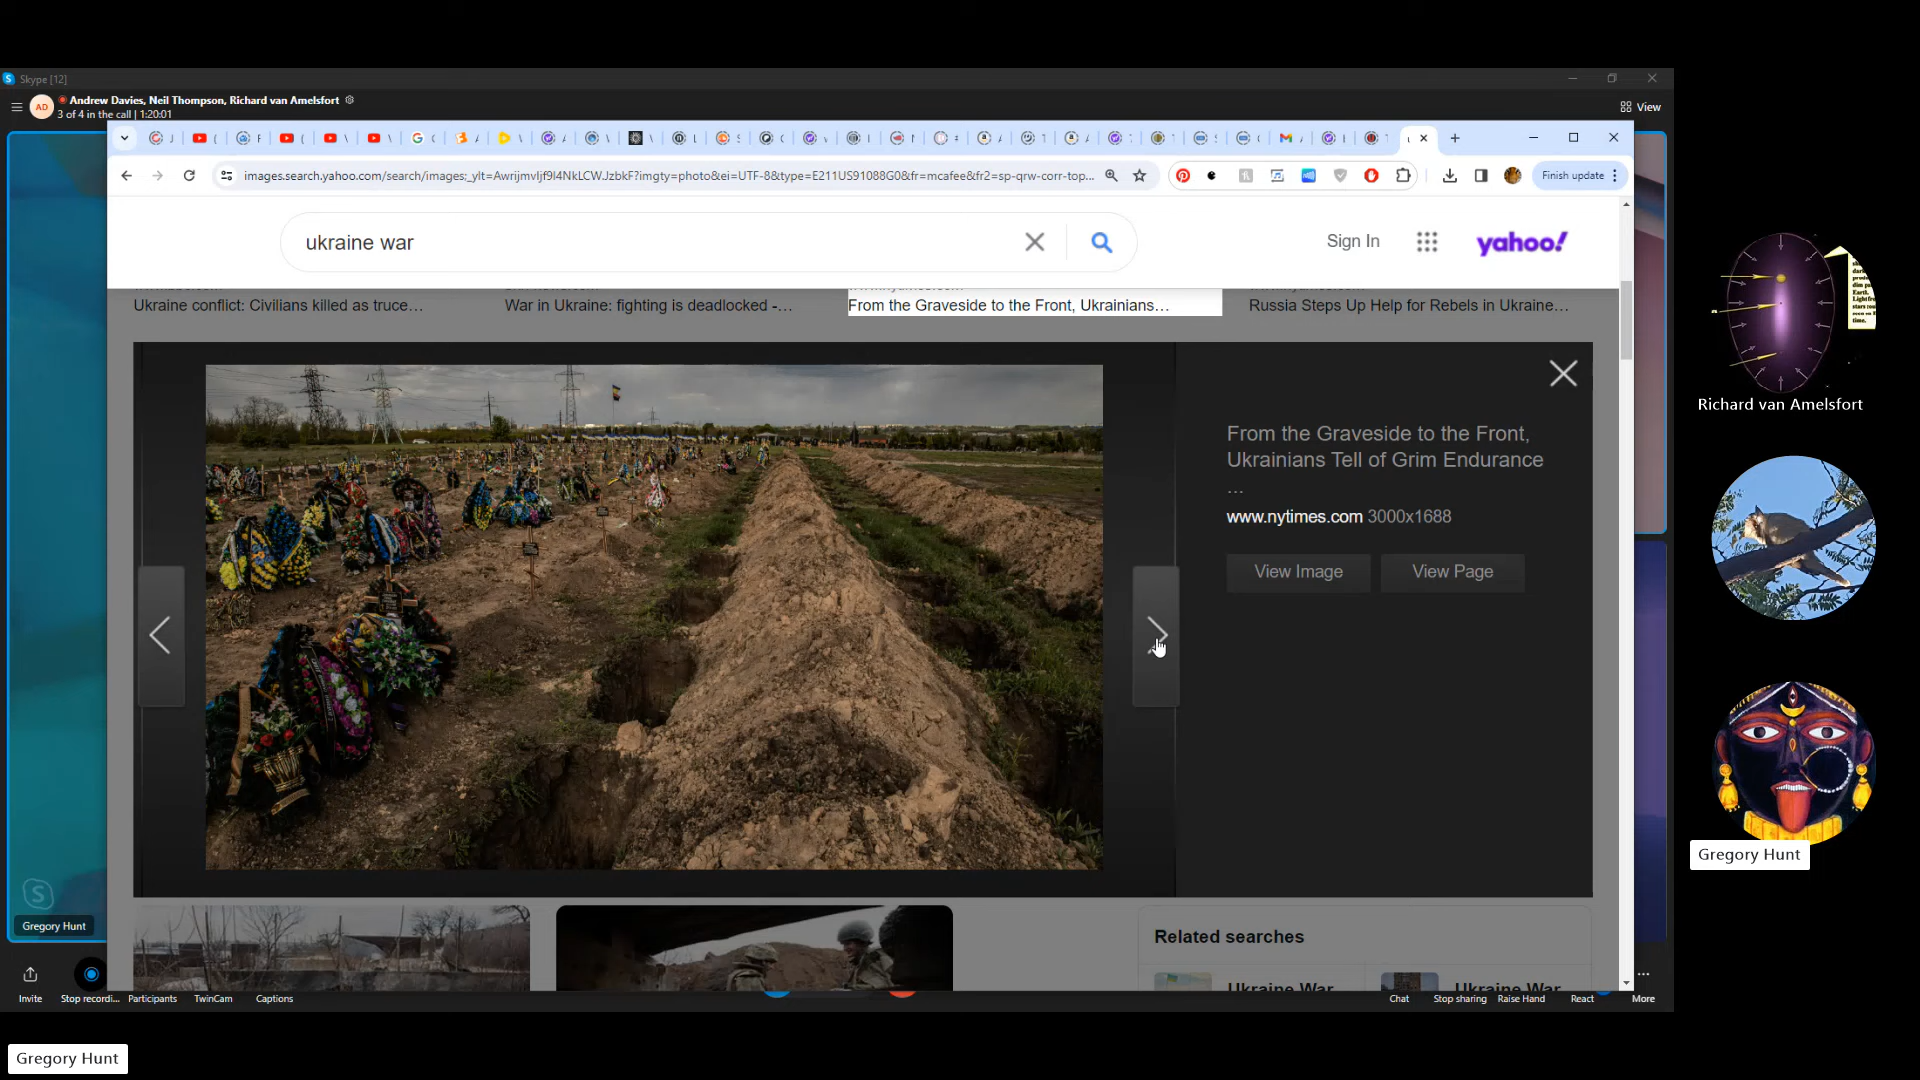 Skype [12]
AD
Andrew Davies, Neil Thompson, Richard van Amelsfort
3 of 4 in the call | 1:20:01
View
images.search.yahoo.com/search/images;_ylt=AwrijmvIjf9l4NkLCW.JzbkF?imgty=photo&ei=UTF-8&type=E211US91088G0&fr=mcafee&fr2=sp-qrw-corr-top...
Finish update
ukraine war
Sign In
yahoo!
Ukraine conflict: Civilians killed as truce…
War in Ukraine: fighting is deadlocked -…
From the Graveside to the Front, Ukrainians…
Russia Steps Up Help for Rebels in Ukraine…
From the Graveside to the Front,
Ukrainians Tell of Grim Endurance
...
www.nytimes.com 3000x1688
View Image
View Page
Related searches
Ukraine War
Ukraine War
Gregory Hunt
Invite
Stop recordi...
Participants
TwinCam
Captions
Chat
Stop sharing
Raise Hand
React
More
Richard van Amelsfort
Gregory Hunt
Gregory Hunt